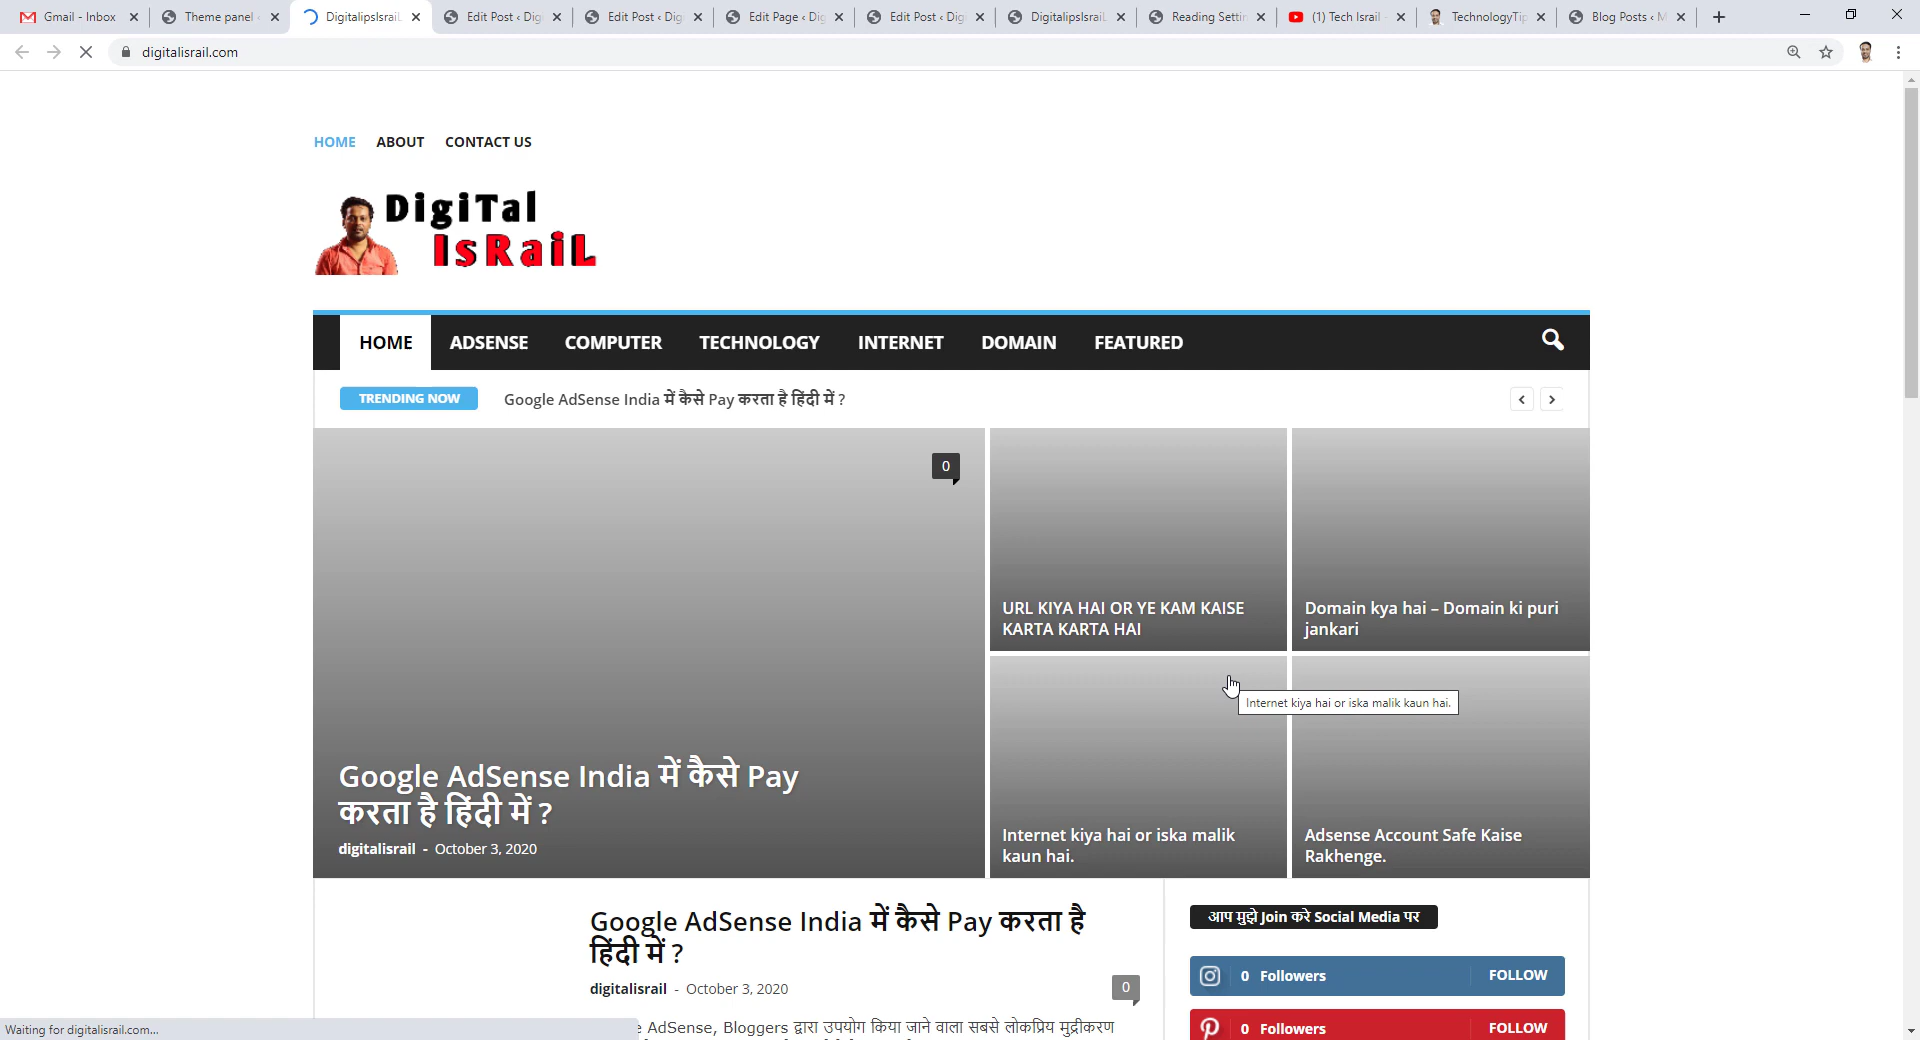 Gmail - Inbox
Theme panel
DigitalipsIsrail
Edit Post ‹ Dig
Edit Post ‹ Dig
Edit Page ‹ Dig
Edit Post ‹ Dig
DigitalipsIsrail
Reading Settin
(1) Tech Israil -
TechnologyTip
Blog Posts ‹ M
digitalisrail.com
HOME ABOUT CONTACT US
DigiTal
IsRaiL
HOME ADSENSE COMPUTER TECHNOLOGY INTERNET DOMAIN FEATURED
TRENDING NOW
Google AdSense India में कैसे Pay करता है हिंदी में ?
0
Google AdSense India में कैसे Pay
करता है हिंदी में ?
digitalisrail - October 3, 2020
URL KIYA HAI OR YE KAM KAISE
KARTA KARTA HAI
Domain kya hai – Domain ki puri
jankari
Internet kiya hai or iska malik kaun hai.
Internet kiya hai or iska malik
kaun hai.
Adsense Account Safe Kaise
Rakhenge.
Google AdSense India में कैसे Pay करता है
हिंदी में ?
digitalisrail - October 3, 2020
0
AdSense, Bloggers द्वारा उपयोग किया जाने वाला सबसे लोकप्रिय मुद्रीकरण
आप मुझे Join करे Social Media पर
0 Followers FOLLOW
0 Followers FOLLOW
Waiting for digitalisrail.com...